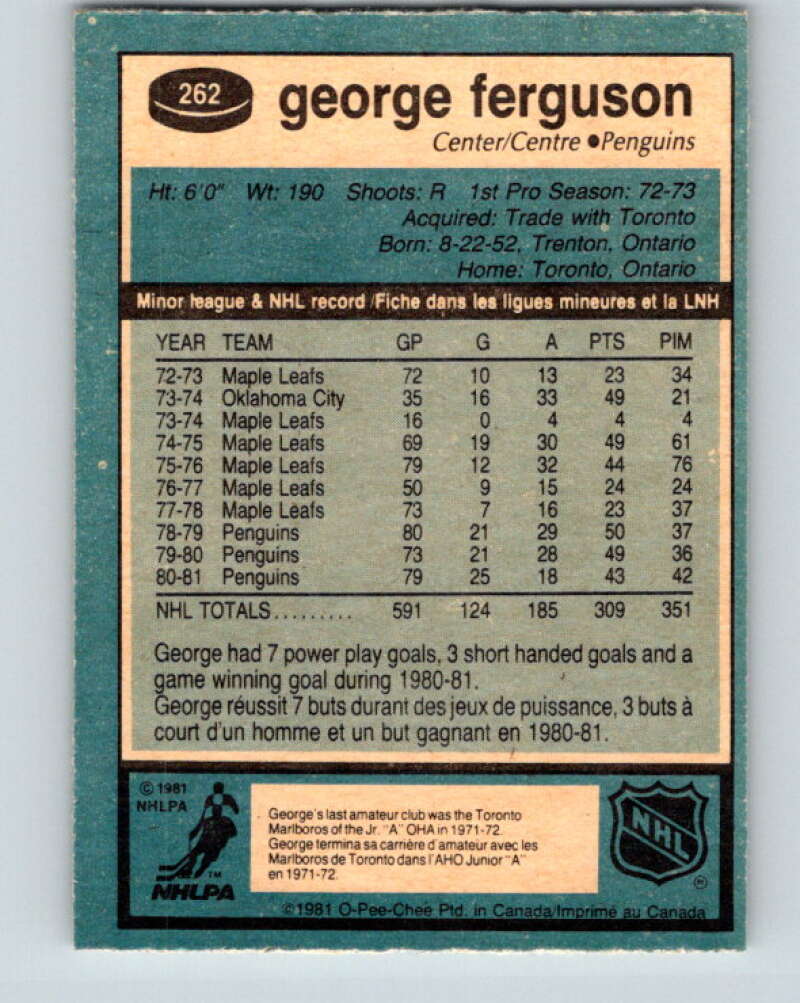 262
george ferguson
Center/Centre ●Penguins
Ht: 6'0" Wt: 190 Shoots: R 1st Pro Season: 72-73
Acquired: Trade with Toronto
Born: 8-22-52, Trenton, Ontario
Home: Toronto, Ontario
Minor league & NHL record/Fiche dans les ligues mineures et la LNH
YEAR TEAM GP G A PTS PIM
72-73 Maple Leafs 72 10 13 23 34
73-74 Oklahoma City 35 16 33 49 21
73-74 Maple Leafs 16 0 4 4 4
74-75 Maple Leafs 69 19 30 49 61
75-76 Maple Leafs 79 12 32 44 76
76-77 Maple Leafs 50 9 15 24 24
77-78 Maple Leafs 73 7 16 23 37
78-79 Penguins 80 21 29 50 37
79-80 Penguins 73 21 28 49 36
80-81 Penguins 79 25 18 43 42
NHL TOTALS......... 591 124 185 309 351
George had 7 power play goals, 3 short handed goals and a
game winning goal during 1980-81.
George réussit 7 buts durant des jeux de puissance, 3 buts à
court d'un homme et un but gagnant en 1980-81.
© 1981
NHLPA
TM
NHLPA
George's last amateur club was the Toronto
Marlboros of the Jr. "A" OHA in 1971-72.
George termina sa carrière d'amateur avec les
Marlboros de Toronto dans l'AHO Junior "A"
en 1971-72.
NHL
®
©1981 O-Pee-Chee Ptd. in Canada/Imprimé au Canada